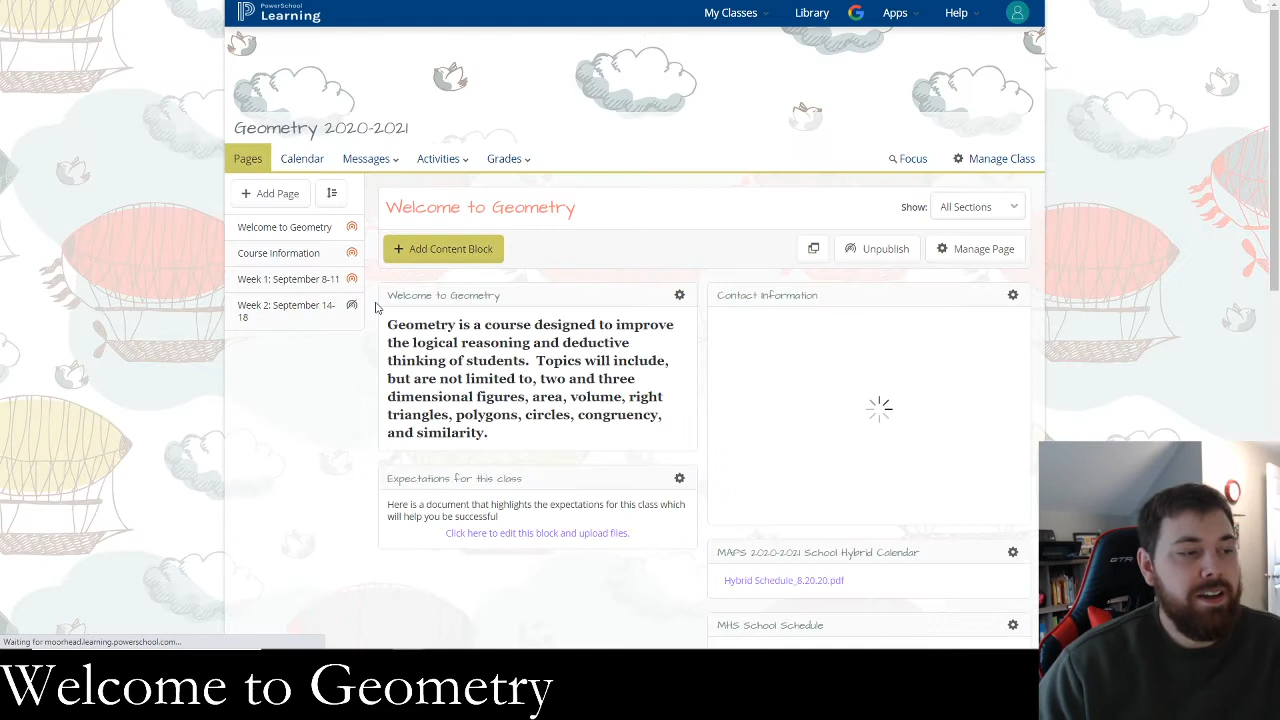 PowerSchool
Learning
My Classes
Library
Apps
Help
Geometry 2020-2021
Pages
Calendar
Messages
Activities
Grades
Focus
Manage Class
+ Add Page
Welcome to Geometry
Course Information
Week 1: September 8-11
Week 2: September 14-
18
Welcome to Geometry
Show:
All Sections
+ Add Content Block
Unpublish
Manage Page
Welcome to Geometry
Geometry is a course designed to improve
the logical reasoning and deductive
thinking of students. Topics will include,
but are not limited to, two and three
dimensional figures, area, volume, right
triangles, polygons, circles, congruency,
and similarity.
Expectations for this class
Here is a document that highlights the expectations for this class which
will help you be successful
Click here to edit this block and upload files.
Contact Information
MAPS 2020-2021 School Hybrid Calendar
Hybrid Schedule_8.20.20.pdf
MHS School Schedule
Waiting for moorhead.learning.powerschool.com...
GTR
Welcome to Geometry